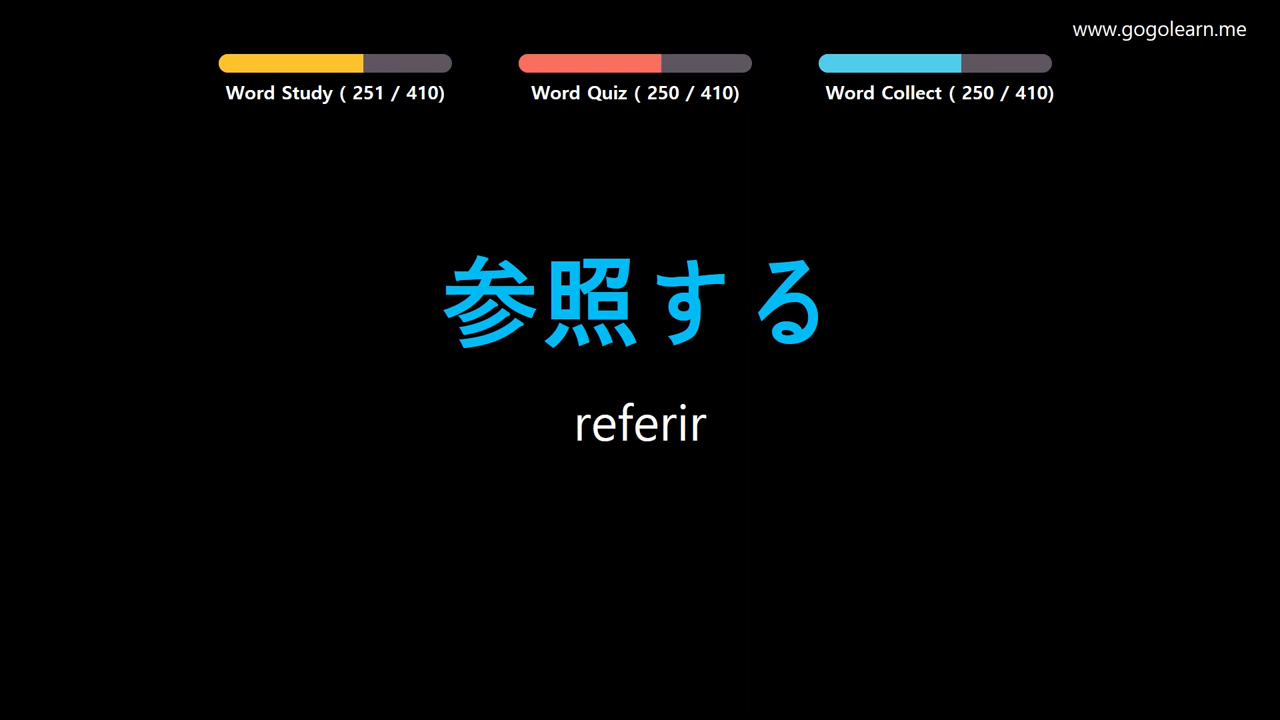 www.gogolearn.me
Word Study ( 251 / 410)
Word Quiz ( 250 / 410)
Word Collect ( 250 / 410)
参照する
referir